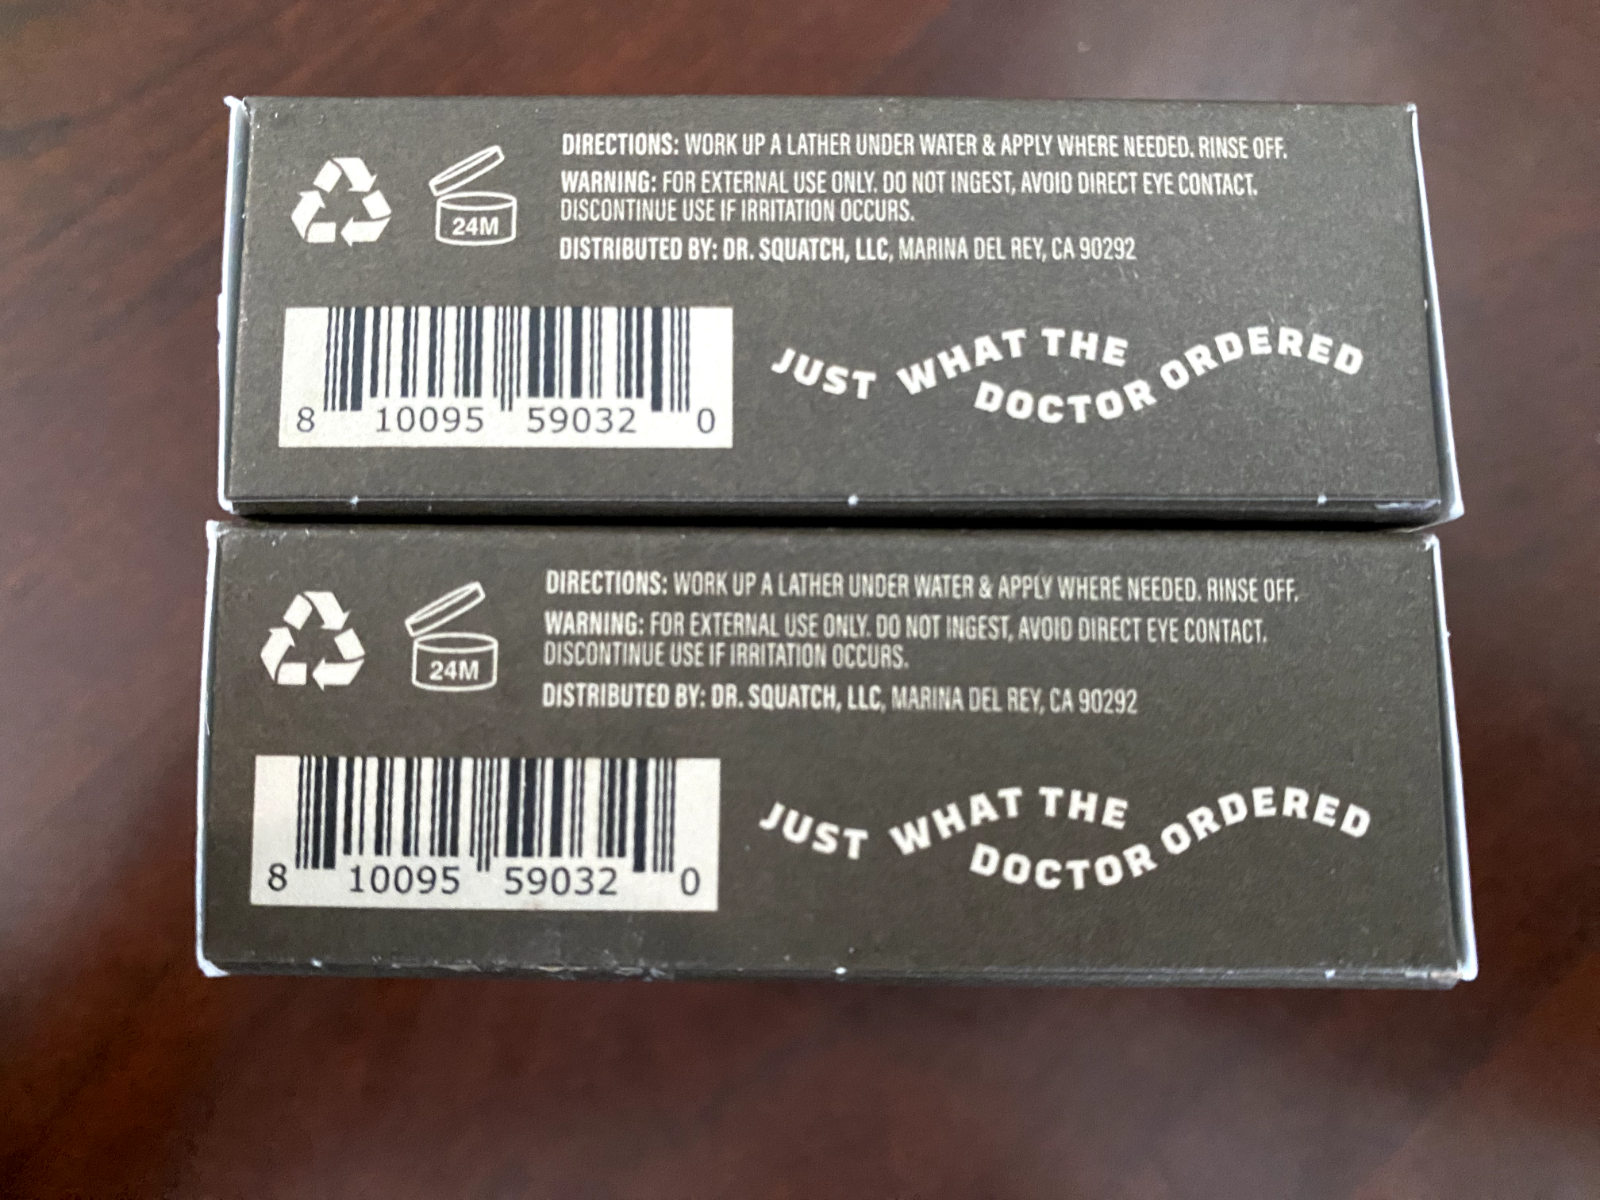 DIRECTIONS: WORK UP A LATHER UNDER WATER & APPLY WHERE NEEDED. RINSE OFF.
WARNING: FOR EXTERNAL USE ONLY. DO NOT INGEST, AVOID DIRECT EYE CONTACT.
DISCONTINUE USE IF IRRITATION OCCURS.
24M
DISTRIBUTED BY: DR. SQUATCH, LLC, MARINA DEL REY, CA 90292
JUST WHAT THE DOCTOR ORDERED
8 10095 59032 0
DIRECTIONS: WORK UP A LATHER UNDER WATER & APPLY WHERE NEEDED. RINSE OFF.
WARNING: FOR EXTERNAL USE ONLY. DO NOT INGEST, AVOID DIRECT EYE CONTACT.
DISCONTINUE USE IF IRRITATION OCCURS.
24M
DISTRIBUTED BY: DR. SQUATCH, LLC, MARINA DEL REY, CA 90292
JUST WHAT THE DOCTOR ORDERED
8 10095 59032 0